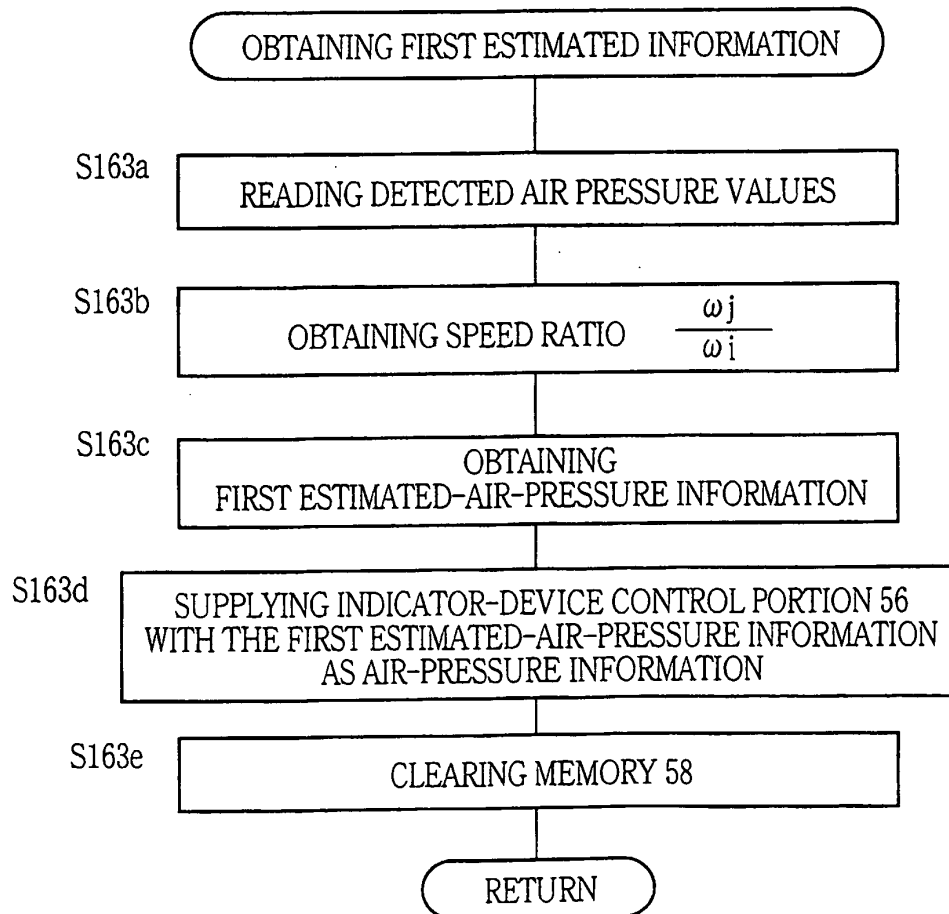 OBTAINING FIRST ESTIMATED INFORMATION
S163a
READING DETECTED AIR PRESSURE VALUES
S163b
OBTAINING SPEED RATIO ωj
ωi
S163c
OBTAINING
FIRST ESTIMATED-AIR-PRESSURE INFORMATION
S163d
SUPPLYING INDICATOR-DEVICE CONTROL PORTION 56
WITH THE FIRST ESTIMATED-AIR-PRESSURE INFORMATION
AS AIR-PRESSURE INFORMATION
S163e
CLEARING MEMORY 58
RETURN